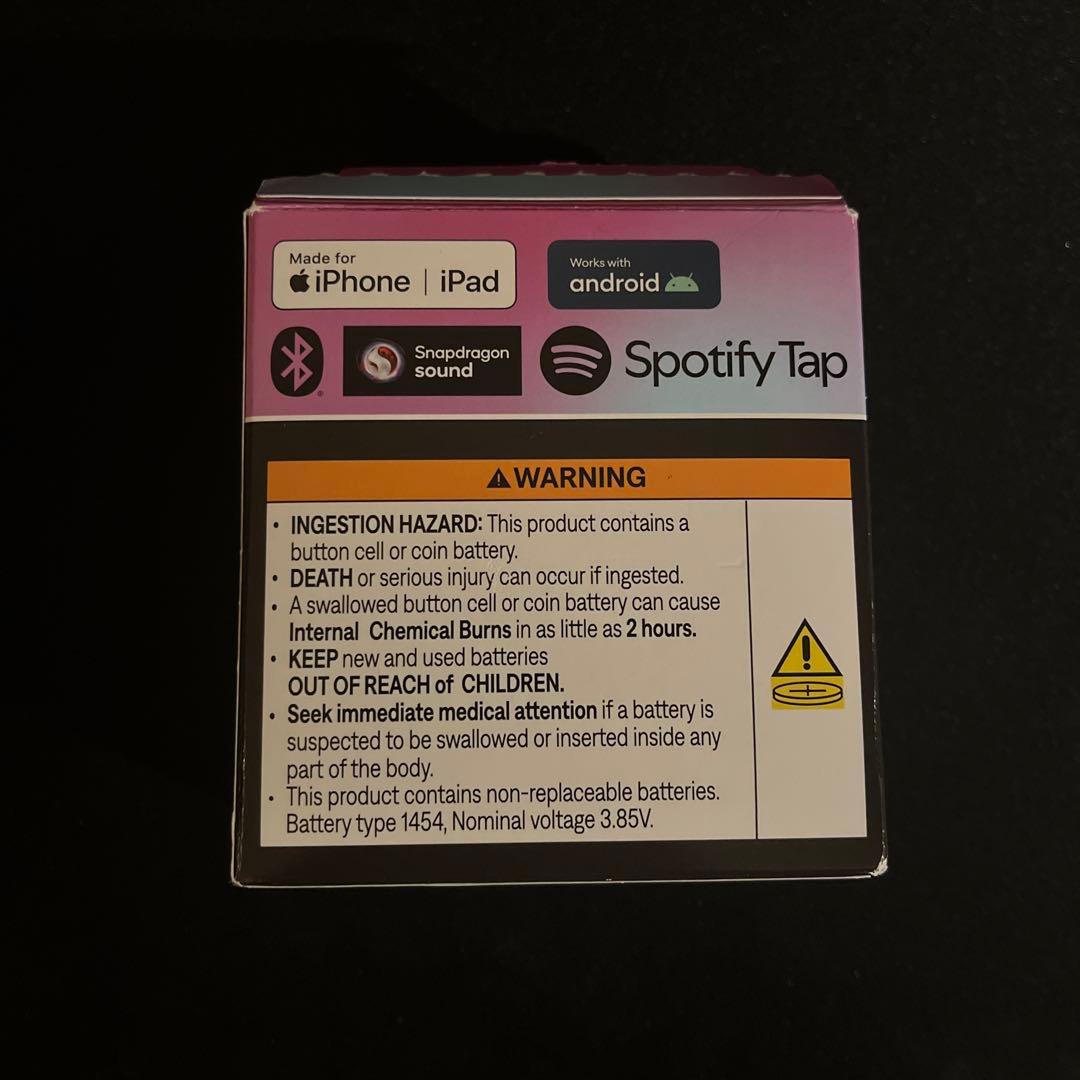 Made for
iPhone | iPad
Works with
android
Snapdragon
sound
Spotify Tap
WARNING
• INGESTION HAZARD: This product contains a
button cell or coin battery.
• DEATH or serious injury can occur if ingested.
• A swallowed button cell or coin battery can cause
Internal Chemical Burns in as little as 2 hours.
• KEEP new and used batteries
OUT OF REACH of CHILDREN.
• Seek immediate medical attention if a battery is
suspected to be swallowed or inserted inside any
part of the body.
• This product contains non-replaceable batteries.
Battery type 1454, Nominal voltage 3.85V.